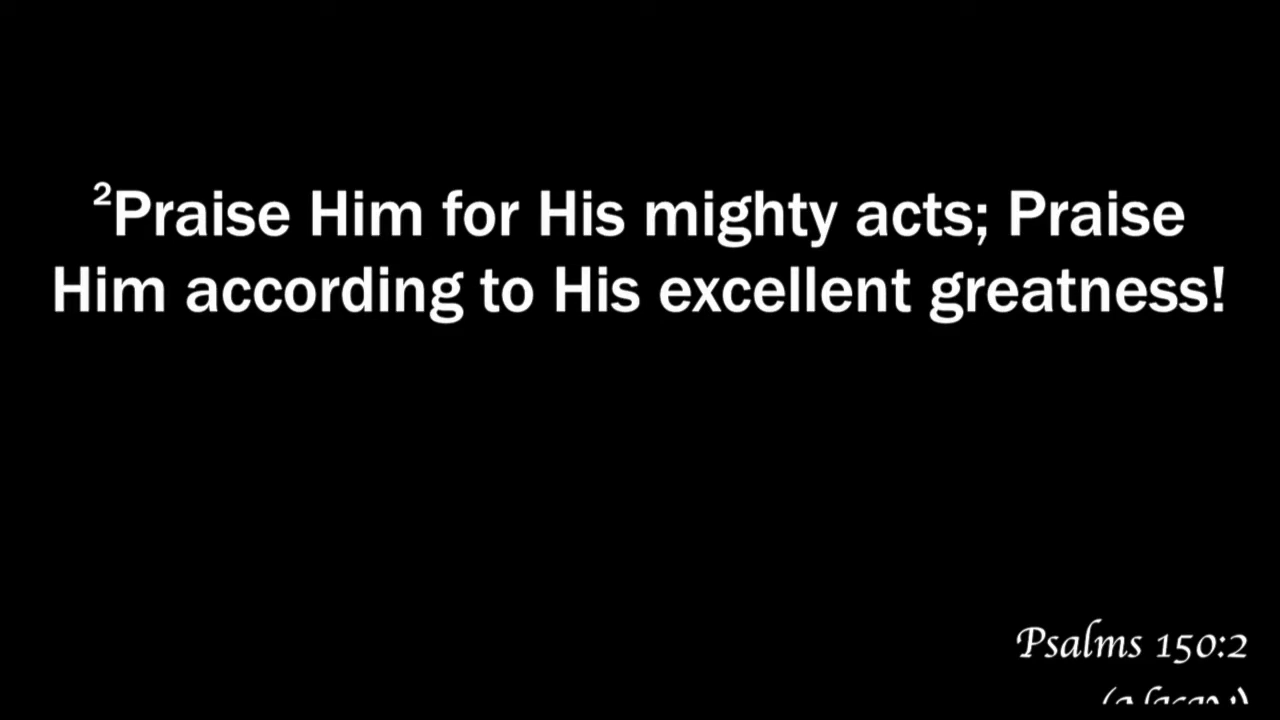 ²Praise Him for His mighty acts; Praise
Him according to His excellent greatness!
Psalms 150:2